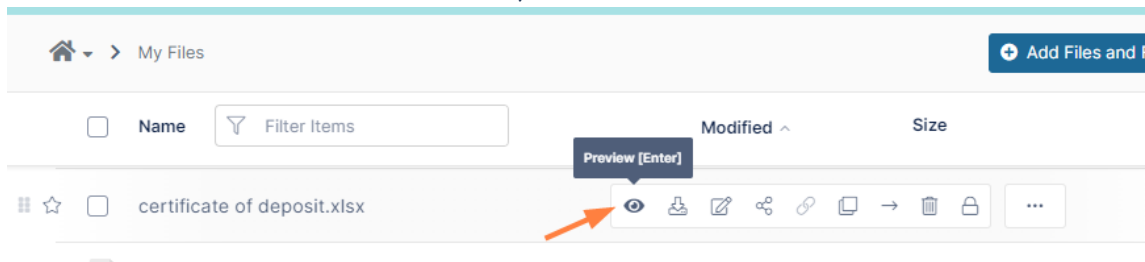 My Files
Add Files and F
Name
Filter Items
Modified
Size
Preview [Enter]
certificate of deposit.xlsx